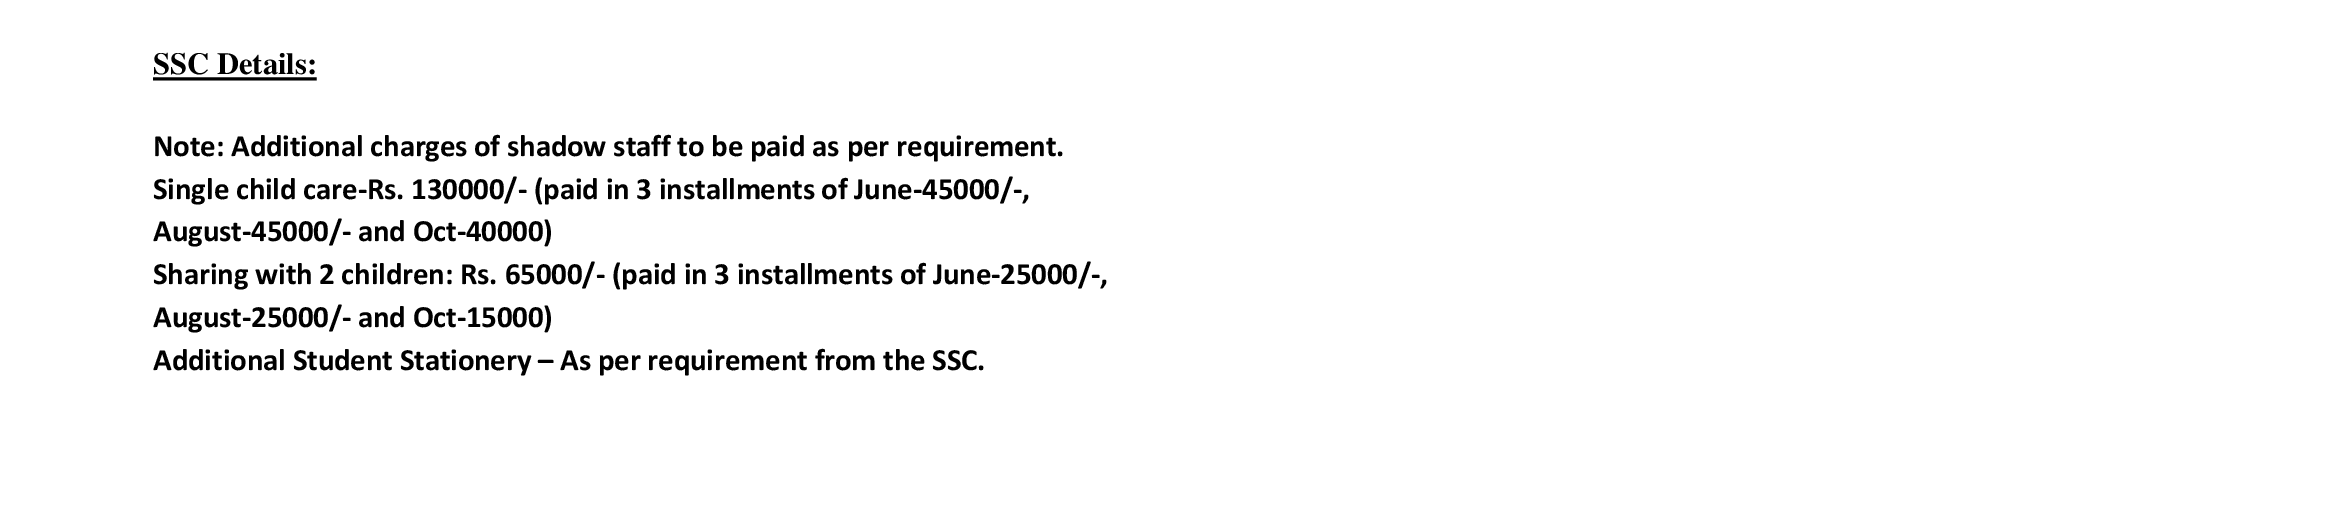 SSC Details:
Note: Additional charges of shadow staff to be paid as per requirement.
Single child care-Rs. 130000/- (paid in 3 installments of June-45000/-,
August-45000/- and Oct-40000)
Sharing with 2 children: Rs. 65000/- (paid in 3 installments of June-25000/-,
August-25000/- and Oct-15000)
Additional Student Stationery – As per requirement from the SSC.